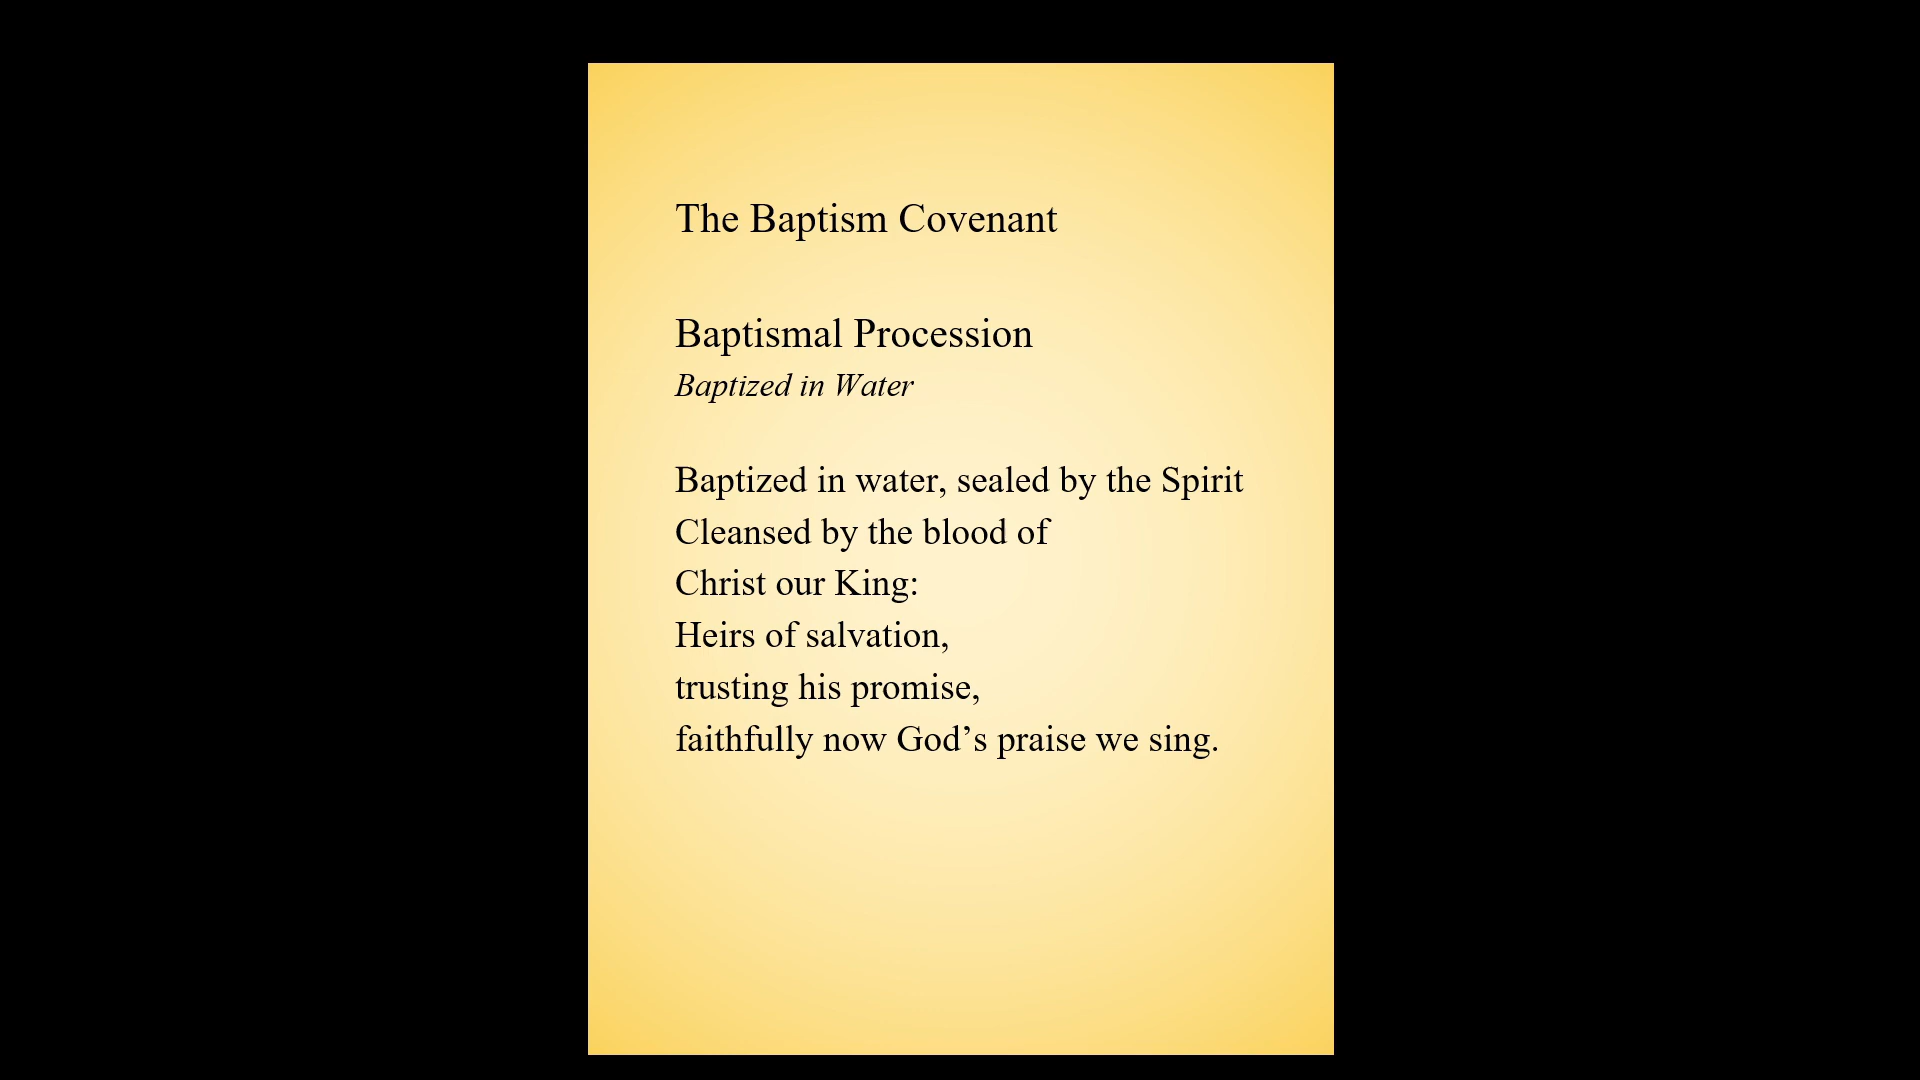 The Baptism Covenant
Baptismal Procession
Baptized in Water
Baptized in water, sealed by the Spirit
Cleansed by the blood of
Christ our King:
Heirs of salvation,
trusting his promise,
faithfully now God’s praise we sing.